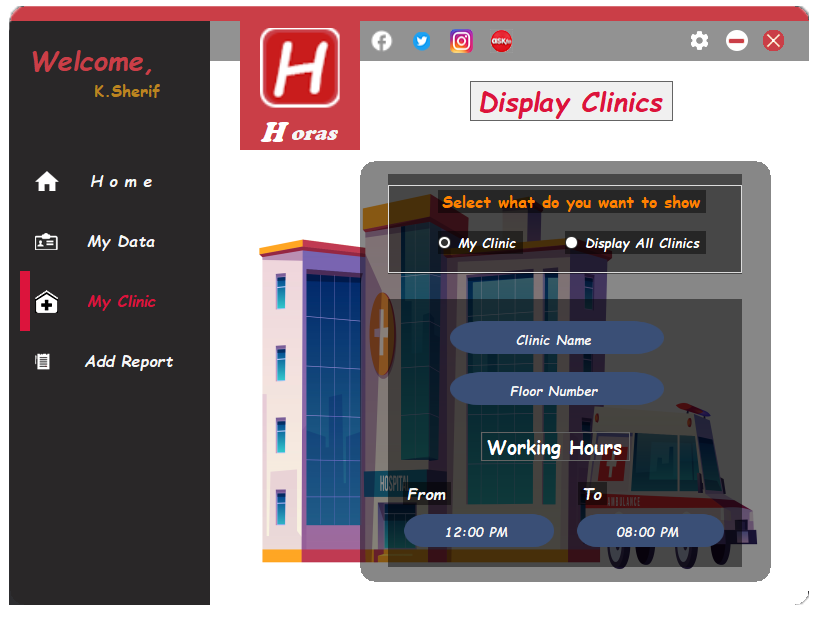 Welcome,
K.Sherif
Home
My Data
My Clinic
Add Report
H
H oras
ASKfm
Display Clinics
Select what do you want to show
My Clinic
Display All Clinics
Clinic Name
Floor Number
Working Hours
From
To
12:00 PM
08:00 PM
HOSPITAL
AMBULANCE